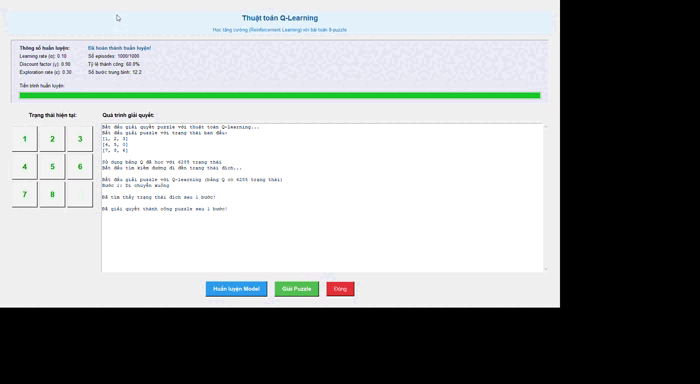 Thuật toán Q-Learning
Học tăng cường (Reinforcement Learning) với bài toán 8-puzzle
Thông số huấn luyện:
Learning rate (α): 0.10
Discount factor (γ): 0.90
Exploration rate (ε): 0.30
Đã hoàn thành huấn luyện!
Số episodes: 1000/1000
Tỷ lệ thành công: 60.0%
Số bước trung bình: 12.2
Tiến trình huấn luyện:
Trạng thái hiện tại:
1 2 3
4 5 6
7 8
Quá trình giải quyết:
Bắt đầu giải quyết puzzle với thuật toán Q-learning...
Bắt đầu giải puzzle với trạng thái ban đầu:
[1, 2, 3]
[4, 5, 0]
[7, 8, 6]
Sử dụng bảng Q đã học với 6255 trạng thái
Bắt đầu tìm kiếm đường đi đến trạng thái đích...
Bắt đầu giải puzzle với Q-learning (bảng Q có 6255 trạng thái)
Bước 1: Di chuyển xuống
Đã tìm thấy trạng thái đích sau 1 bước!
Đã giải quyết thành công puzzle sau 1 bước!
Huấn luyện Model
Giải Puzzle
Đóng